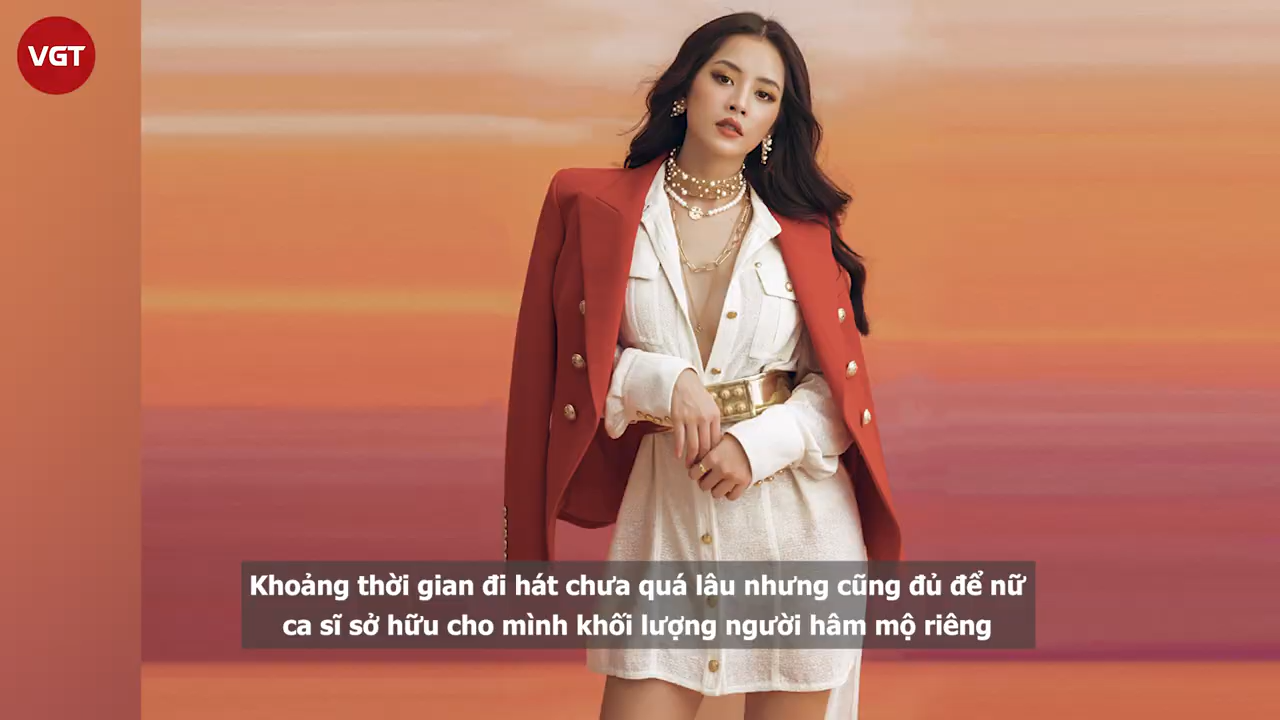 VGT
Khoảng thời gian đi hát chưa quá lâu nhưng cũng đủ để nữ
ca sĩ sở hữu cho mình khối lượng người hâm mộ riêng